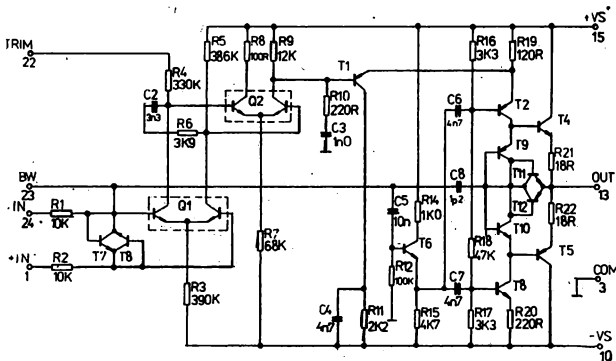 +VS
15
TRIM
22
R4
330K
R5
386K
R8
100R
R9
12K
C2
3n3
Q2
R6
3K9
T1
R10
220R
C3
1n0
R16
3K3
R19
120R
C6
4n7
T2
T4
T9
BW
23
IN
24
R1
10K
Q1
T7
T8
+IN
1
R2
10K
R3
390K
R7
68K
C5
10n
C8
1p2
T11
T12
R21
18R
OUT
13
R22
18R
R14
1K0
T6
R12
100K
R18
47K
T10
C7
4n7
T5
COM
3
C4
4n7
R11
2K2
R15
4K7
R17
3K3
T8
R20
220R
-VS
10